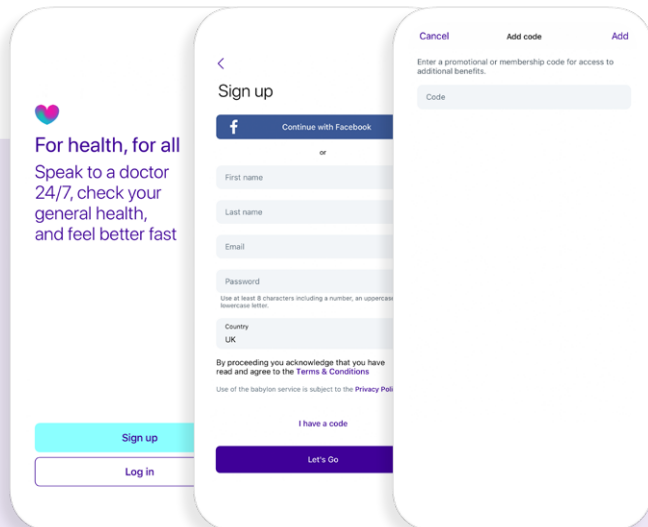 For health, for all
Speak to a doctor
24/7, check your
general health,
and feel better fast
Sign up
Log in
Sign up
Continue with Facebook
or
First name
Last name
Email
Password
Use at least 8 characters including a number, an uppercase
lowercase letter.
Country
UK
By proceeding you acknowledge that you have
read and agree to the Terms & Conditions
Use of the babylon service is subject to the Privacy
I have a code
Let's Go
Cancel
Add code
Add
Enter a promotional or membership code for access to
additional benefits.
Code